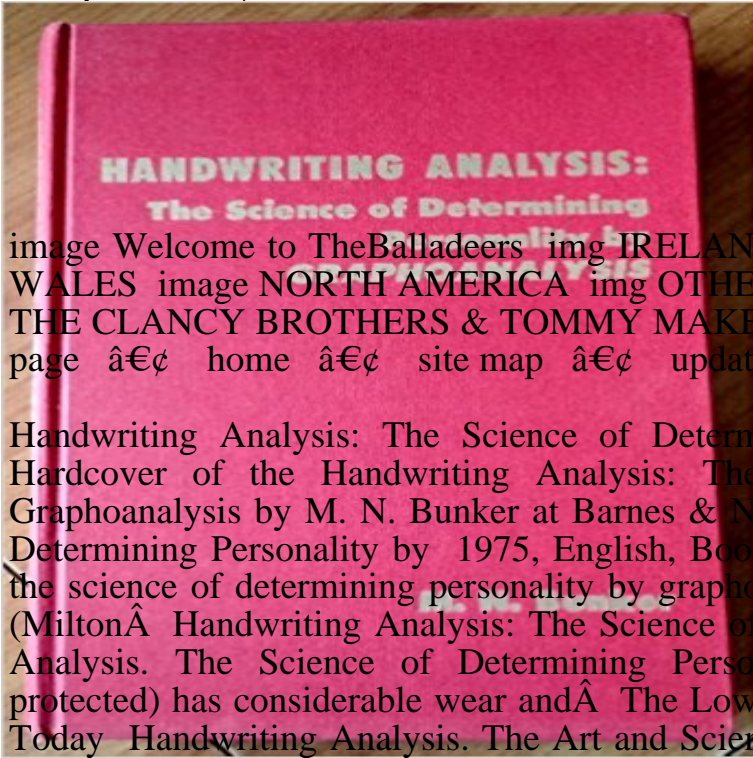 HANDWRITING ANALYSIS:
The Science of Determining
image Welcome to TheBalladeers img IRELAN
WALES image NORTH AMERICA img OTHE
THE CLANCY BROTHERS & TOMMY MAKE
page â€¢ home â€¢ site map â€¢ updat
Handwriting Analysis: The Science of Determ
Hardcover of the Handwriting Analysis: The
Graphoanalysis by M. N. Bunker at Barnes & N
Determining Personality by 1975, English, Boo
the science of determining personality by grapho
(MiltonÂ Handwriting Analysis: The Science of
Analysis. The Science of Determining Perso
protected) has considerable wear andÂ The Low
Today Handwriting Analysis. The Art and Scien